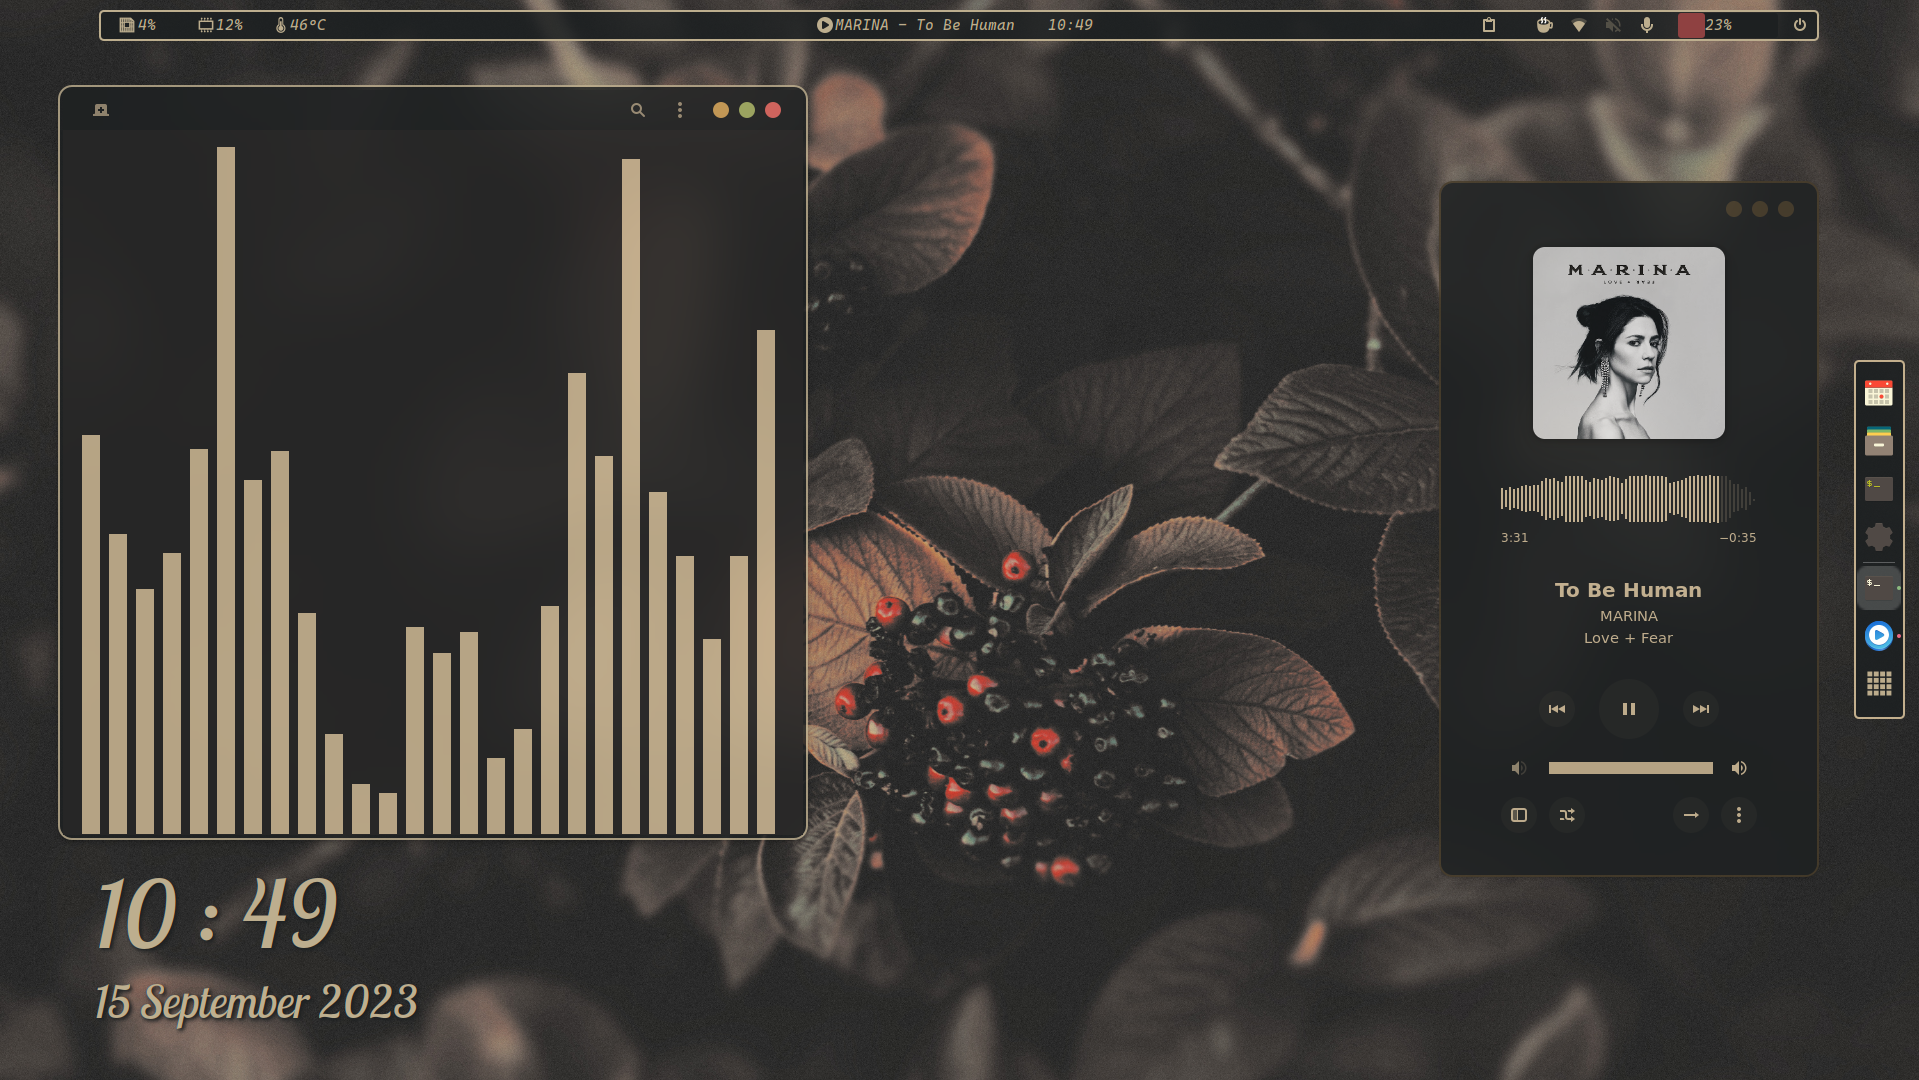 4%
12%
46°C
MARINA – To Be Human
10:49
23%
M·A·R·I·N·A
LOVE + FEAR
3:31
−0:35
To Be Human
MARINA
Love + Fear
$_
$_
10 : 49
15 September 2023